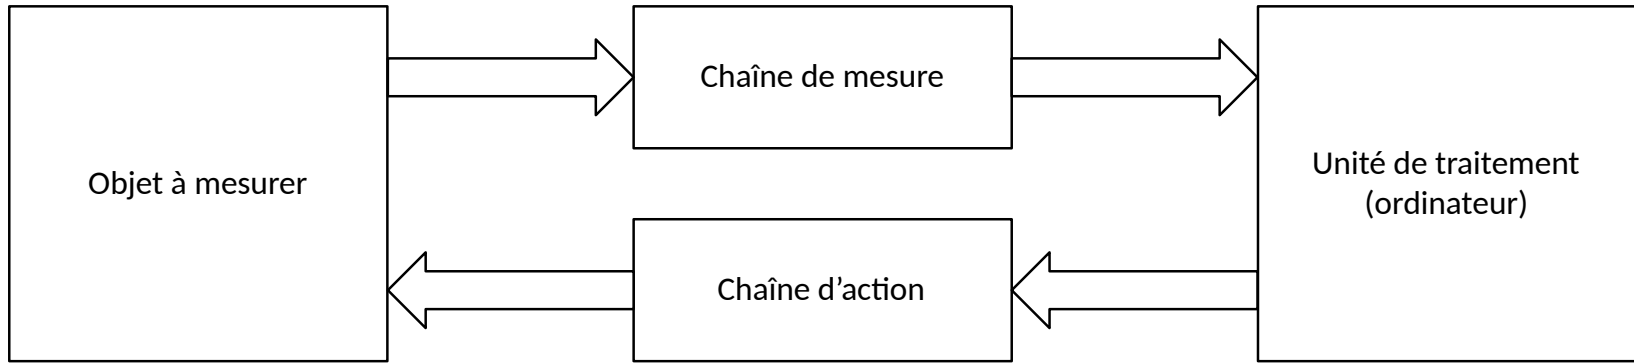 Objet à mesurer
Chaîne de mesure
Chaîne d’action
Unité de traitement
(ordinateur)